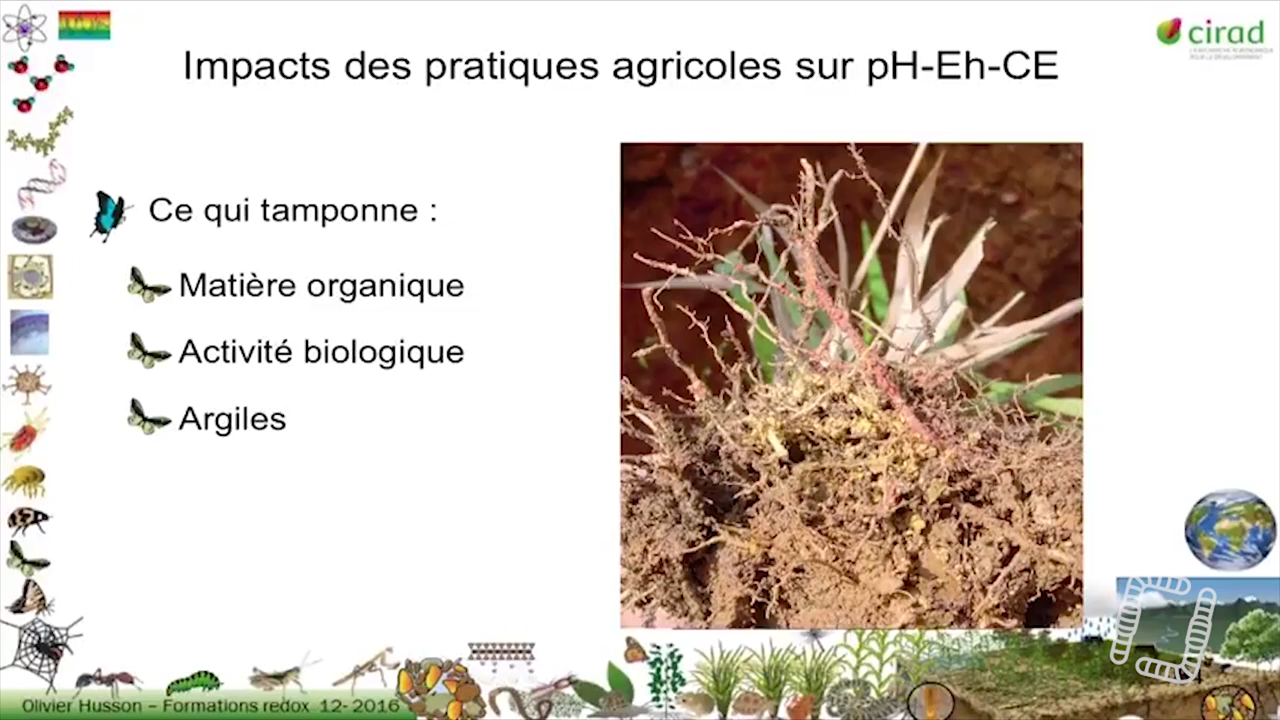 cirad
Impacts des pratiques agricoles sur pH-Eh-CE
Ce qui tamponne :
Matière organique
Activité biologique
Argiles
Olivier Husson – Formations redox 12- 2016